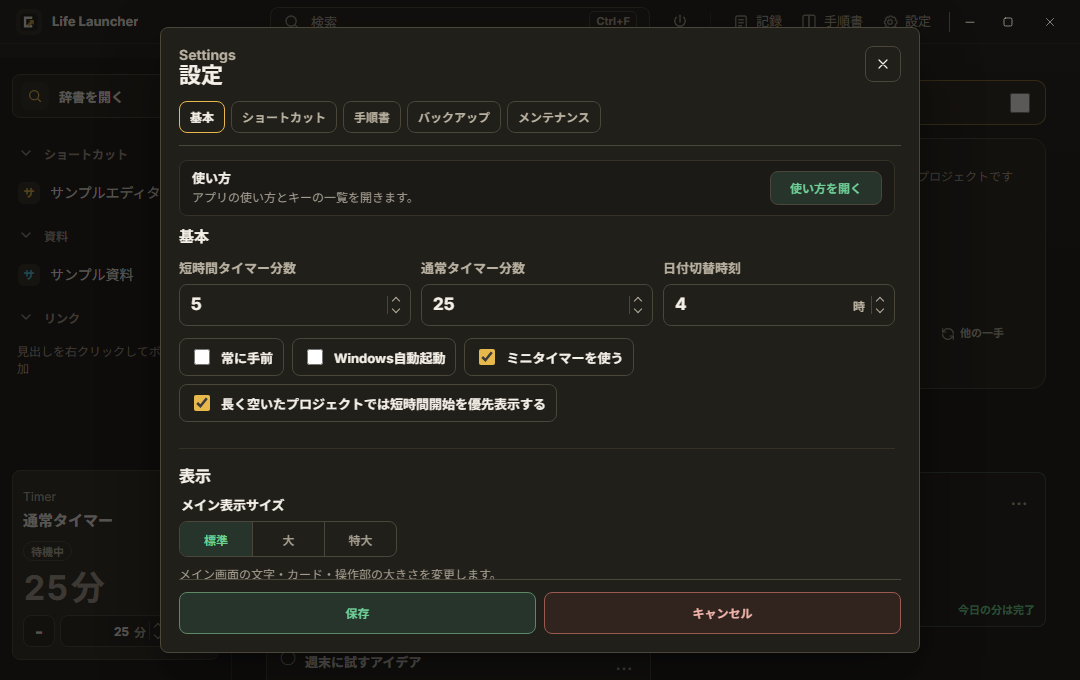 Life Launcher
検索
Ctrl+F
記録
手順書
設定
辞書を開く
ショートカット
サ
サンプルエディタ
資料
サ
サンプル資料
リンク
見出しを右クリックしてポ
加
Timer
通常タイマー
待機中
25分
-
25 分
Settings
設定
基本
ショートカット
手順書
バックアップ
メンテナンス
使い方
アプリの使い方とキーの一覧を開きます。
使い方を開く
基本
短時間タイマー分数
通常タイマー分数
日付切替時刻
5
25
4
時
常に手前
Windows自動起動
ミニタイマーを使う
長く空いたプロジェクトでは短時間開始を優先表示する
表示
メイン表示サイズ
標準
大
特大
メイン画面の文字・カード・操作部の大きさを変更します。
保存
キャンセル
プロジェクトです
他の一手
今日の分は完了
週末に試すアイデア